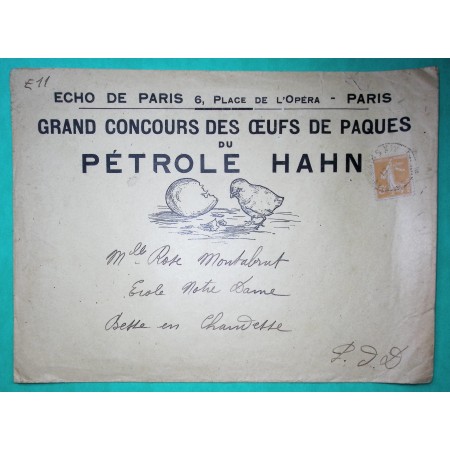 E11
ECHO DE PARIS 6, PLACE DE L'OPÉRA - PARIS
GRAND CONCOURS DES ŒUFS DE PAQUES
DU
PÉTROLE HAHN
Mlle Rose Montabrut
Ecole Notre Dame
Besse en Chandesse
P. J. D